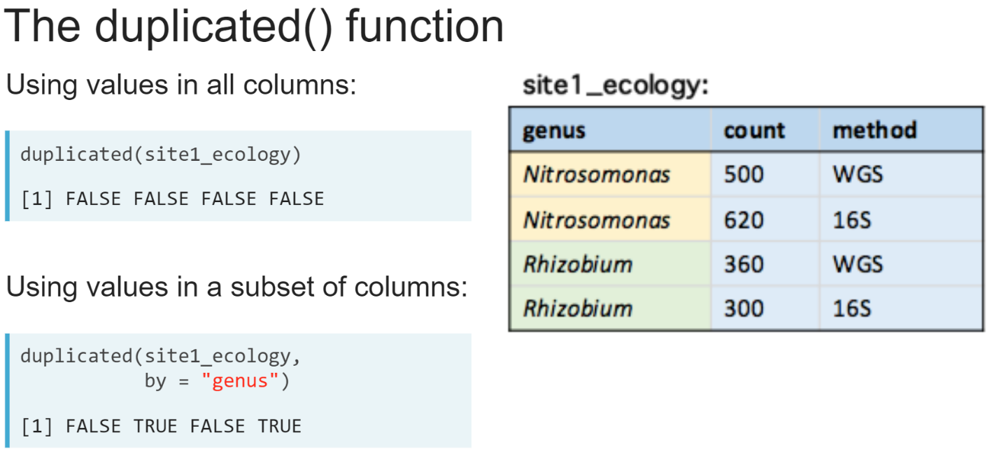 The duplicated() function
Using values in all columns:
duplicated(site1_ecology)
[1] FALSE FALSE FALSE FALSE
Using values in a subset of columns:
duplicated(site1_ecology,
by = "genus")
[1] FALSE TRUE FALSE TRUE
site1_ecology:
genus count method
Nitrosomonas 500 WGS
Nitrosomonas 620 16S
Rhizobium 360 WGS
Rhizobium 300 16S